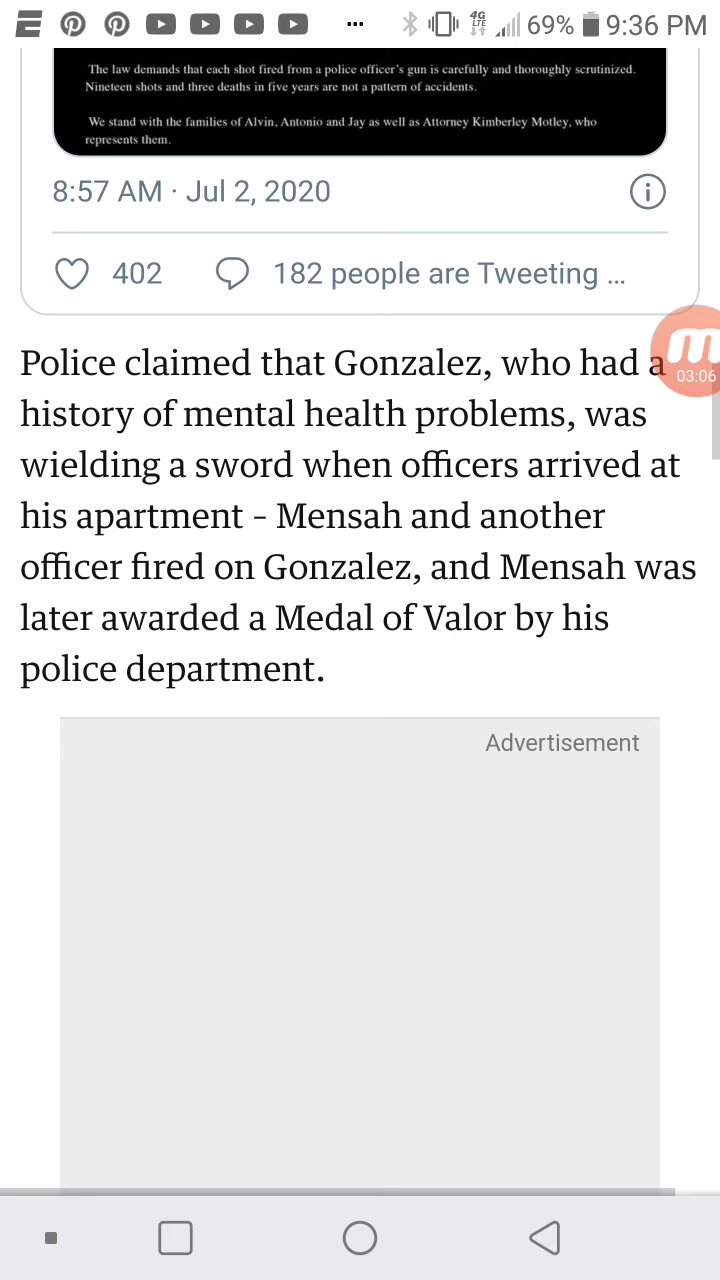 4G
LTE
69%
9:36 PM
The law demands that each shot fired from a police officer's gun is carefully and thoroughly scrutinized.
Nineteen shots and three deaths in five years are not a pattern of accidents.
We stand with the families of Alvin, Antonio and Jay as well as Attorney Kimberley Motley, who
represents them.
8:57 AM · Jul 2, 2020
402
182 people are Tweeting ...
03:06
Police claimed that Gonzalez, who had a
history of mental health problems, was
wielding a sword when officers arrived at
his apartment – Mensah and another
officer fired on Gonzalez, and Mensah was
later awarded a Medal of Valor by his
police department.
Advertisement